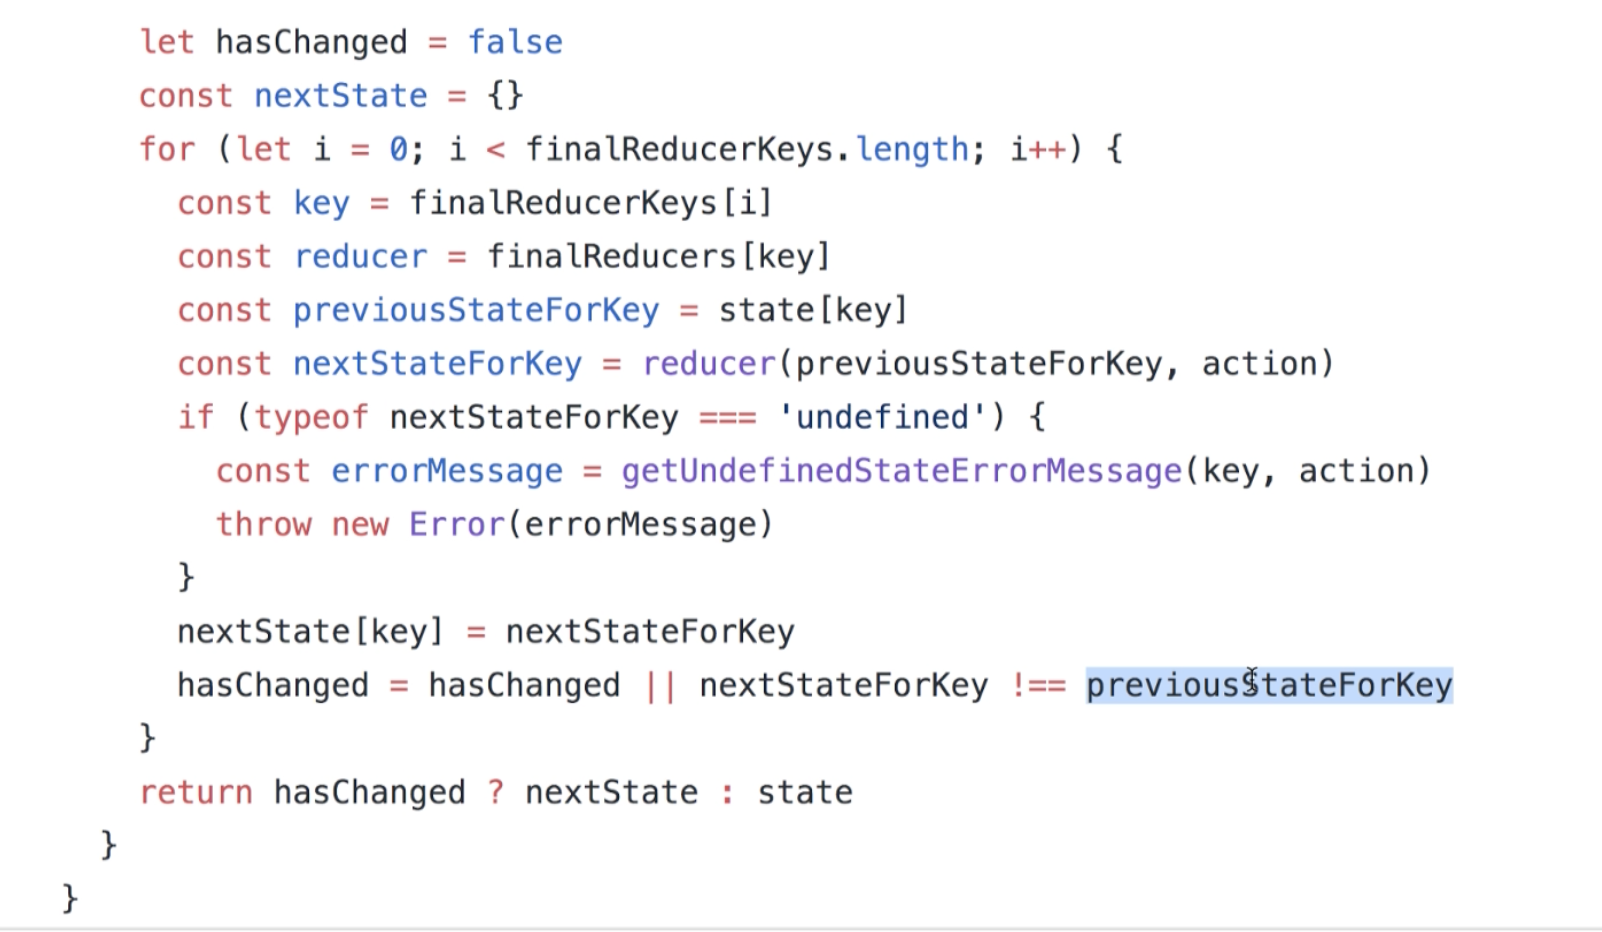 let hasChanged = false
const nextState = {}
for (let i = 0; i < finalReducerKeys.length; i++) {
const key = finalReducerKeys[i]
const reducer = finalReducers[key]
const previousStateForKey = state[key]
const nextStateForKey = reducer(previousStateForKey, action)
if (typeof nextStateForKey === 'undefined') {
const errorMessage = getUndefinedStateErrorMessage(key, action)
throw new Error(errorMessage)
}
nextState[key] = nextStateForKey
hasChanged = hasChanged || nextStateForKey !== previousStateForKey
}
return hasChanged ? nextState : state
}
}